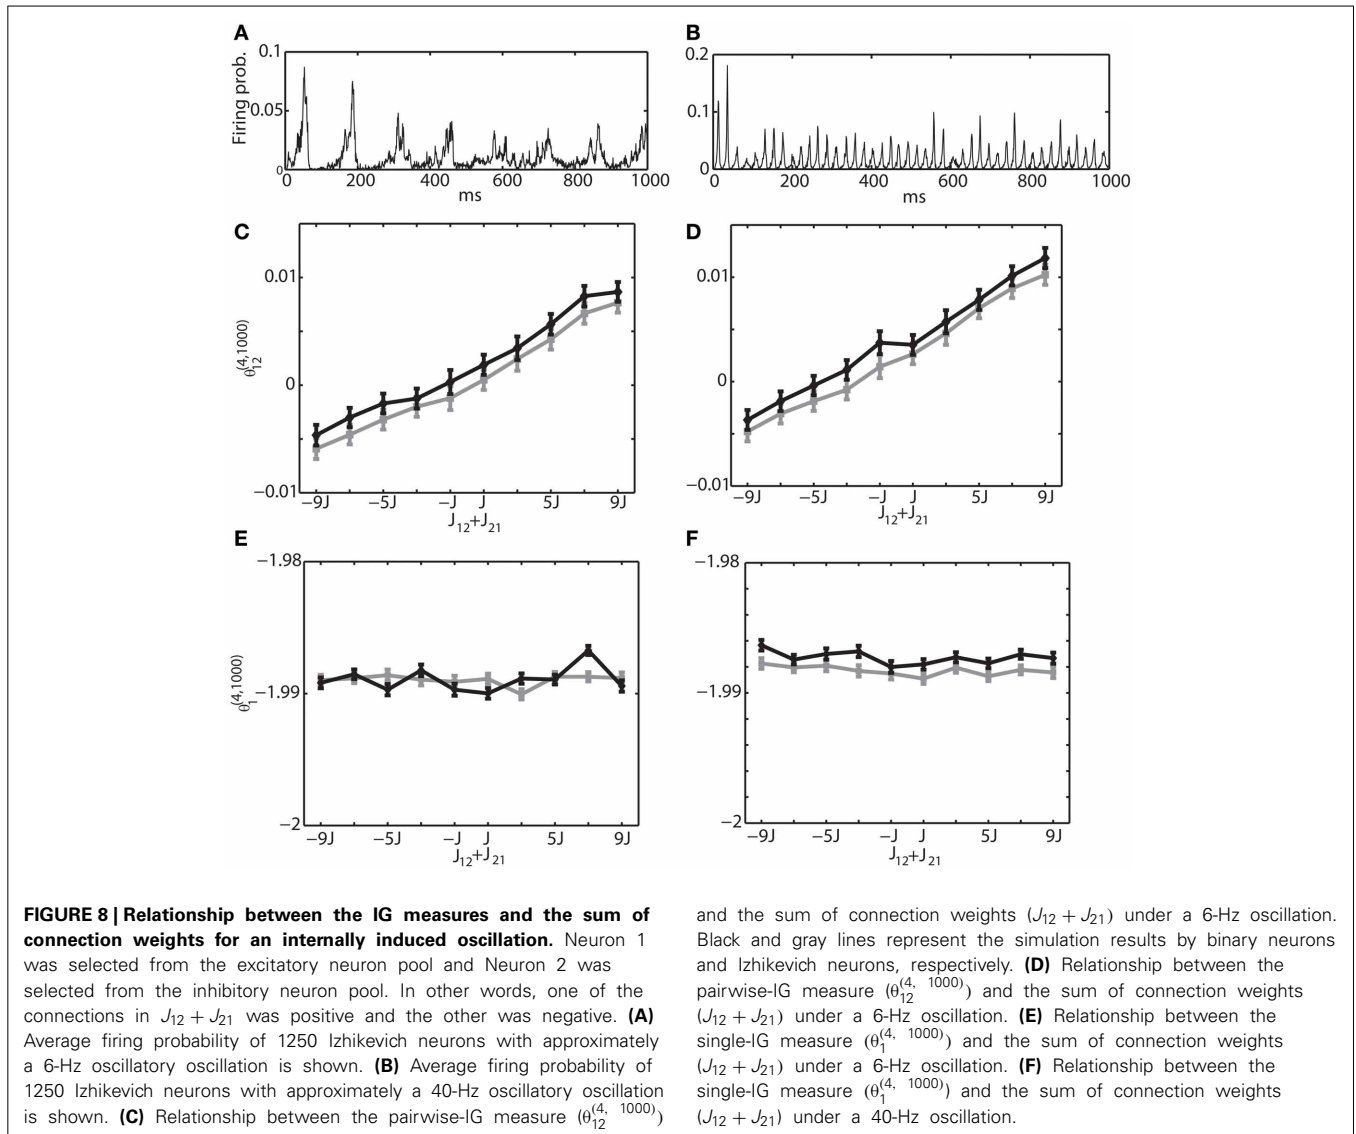 A
Firing prob.
0.1
0.05
0
0 200 400 600 800 1000
ms
B
0.2
0.1
0
0 200 400 600 800 1000
ms
C
θ12(4,1000)
0.01
0
−0.01
−9J −5J −J J 5J 9J
J12+J21
D
0.01
0
−0.01
−9J −5J −J J 5J 9J
J12+J21
E
θ1(4,1000)
−1.98
−1.99
−2
−9J −5J −J J 5J 9J
J12+J21
F
−1.98
−1.99
−2
−9J −5J −J J 5J 9J
J12+J21
FIGURE 8 | Relationship between the IG measures and the sum of
connection weights for an internally induced oscillation. Neuron 1
was selected from the excitatory neuron pool and Neuron 2 was
selected from the inhibitory neuron pool. In other words, one of the
connections in J12 + J21 was positive and the other was negative. (A)
Average firing probability of 1250 Izhikevich neurons with approximately
a 6-Hz oscillatory oscillation is shown. (B) Average firing probability of
1250 Izhikevich neurons with approximately a 40-Hz oscillatory oscillation
is shown. (C) Relationship between the pairwise-IG measure (θ12(4, 1000))
and the sum of connection weights (J12 + J21) under a 6-Hz oscillation.
Black and gray lines represent the simulation results by binary neurons
and Izhikevich neurons, respectively. (D) Relationship between the
pairwise-IG measure (θ12(4, 1000)) and the sum of connection weights
(J12 + J21) under a 6-Hz oscillation. (E) Relationship between the
single-IG measure (θ1(4, 1000)) and the sum of connection weights
(J12 + J21) under a 6-Hz oscillation. (F) Relationship between the
single-IG measure (θ1(4, 1000)) and the sum of connection weights
(J12 + J21) under a 40-Hz oscillation.